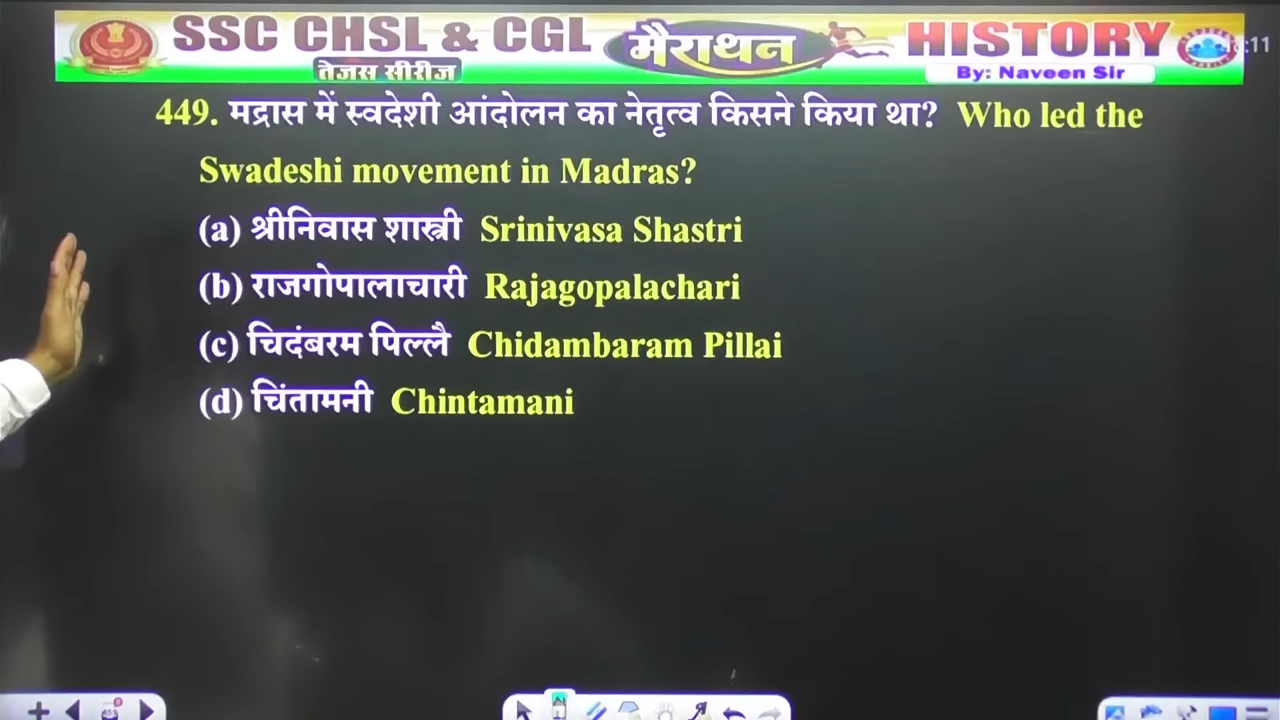 SSC CHSL & CGL मैराथन HISTORY
तेजस सीरीज
By: Naveen Sir
:11
449. मद्रास में स्वदेशी आंदोलन का नेतृत्व किसने किया था? Who led the
Swadeshi movement in Madras?
(a) श्रीनिवास शास्त्री Srinivasa Shastri
(b) राजगोपालाचारी Rajagopalachari
(c) चिदंबरम पिल्लै Chidambaram Pillai
(d) चिंतामनी Chintamani